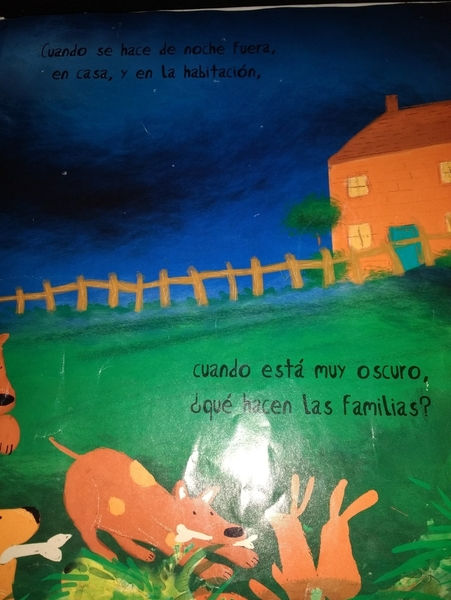 Cuando se hace de noche fuera,
en casa, y en la habitación,
cuando está muy oscuro,
¿qué hacen las familias?